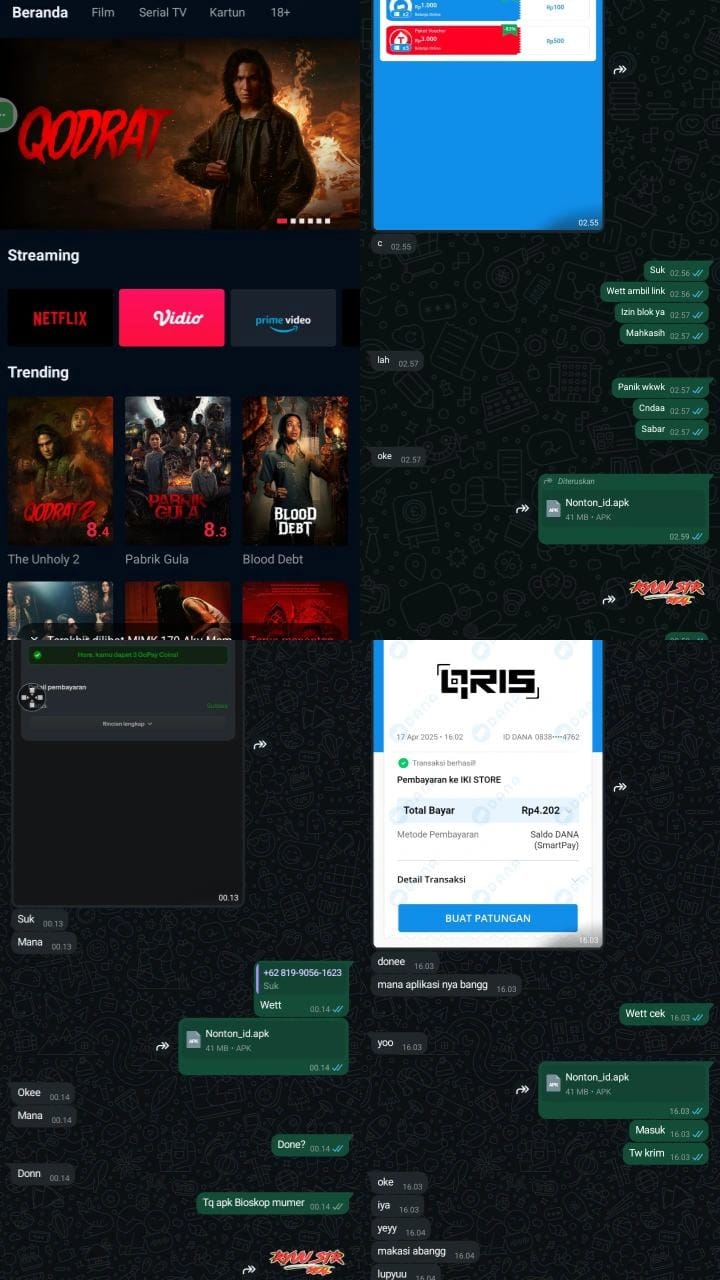 Beranda Film Serial TV Kartun 18+
QODRAT
Streaming
NETFLIX Vidio prime video
Trending
QODRAT 2
8.4
PABRIK GULA
8.3
BLOOD DEBT
The Unholy 2 Pabrik Gula Blood Debt
x2
Rp1.000
Belanja Online
Rp100
Paket Voucher
x3
Rp3.000
Belanja Online
-83%
Rp500
02.55
c 02.55
Suk 02.56
Wett ambil link 02.56
Izin blok ya 02.57
Mahkasih 02.57
lah 02.57
Panik wkwk 02.57
Cndaa 02.57
Sabar 02.57
oke 02.57
Diteruskan
Nonton_id.apk
APK
41 MB • APK
02.59
Hore, kamu dapet 3 GoPay Coins!
pembayaran
Sukses
Rincian lengkap
00.13
Suk 00.13
Mana 00.13
+62 819-9056-1623
Suk
Wett 00.14
Nonton_id.apk
APK
41 MB • APK
00.14
Okee 00.14
Mana 00.14
Done? 00.14
Donn 00.14
Tq apk Bioskop mumer 00.14
QRIS
17 Apr 2025 • 16.02 ID DANA 0838••••4762
Transaksi berhasil!
Pembayaran ke IKI STORE
Total Bayar Rp4.202
Metode Pembayaran Saldo DANA
(SmartPay)
Detail Transaksi
BUAT PATUNGAN
16.03
donee 16.03
mana aplikasi nya bangg 16.03
Wett cek 16.03
yoo 16.03
Nonton_id.apk
APK
41 MB • APK
16.03
Masuk 16.03
Tw krim 16.03
oke 16.03
iya 16.03
yeyy 16.04
makasi abangg 16.04
lupyuu 16.04